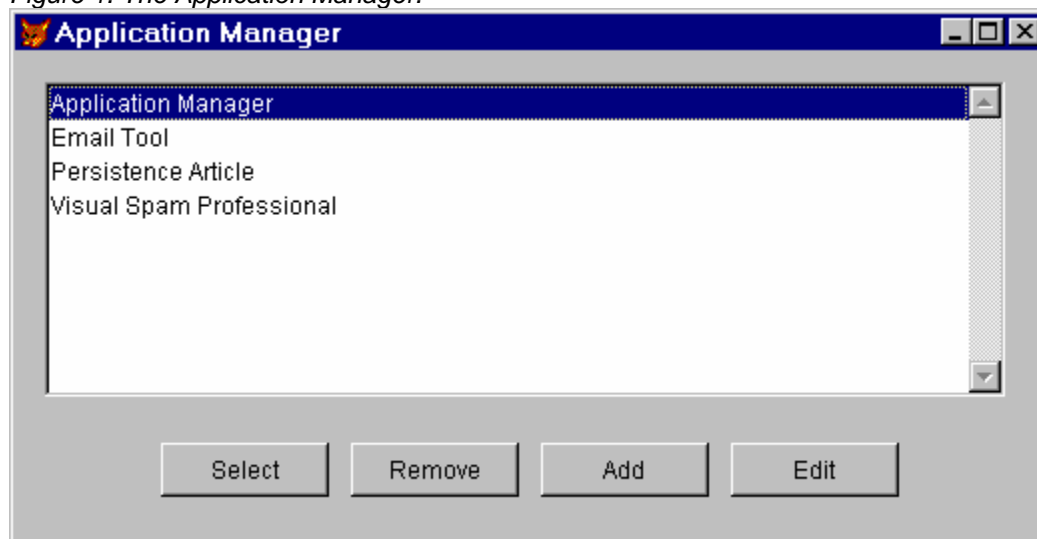 Figure 1. The Application Manager.
Application Manager
Application Manager
Email Tool
Persistence Article
Visual Spam Professional
Select Remove Add Edit